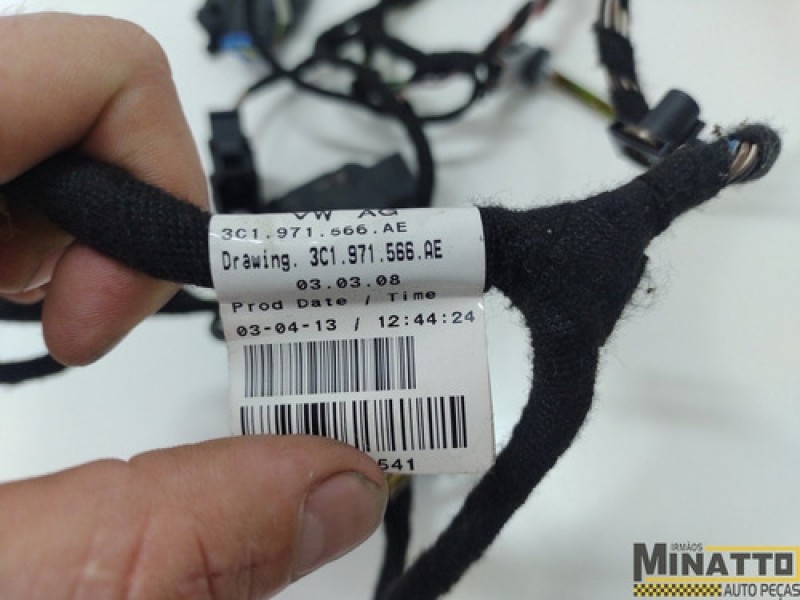 VW AG
3C1.971.566.AE
Drawing. 3C1.971.566.AE
03.03.08
Prod Date / Time
03-04-13 / 12:44:24
541
IRMÃOS
MINATTO
AUTO PEÇAS